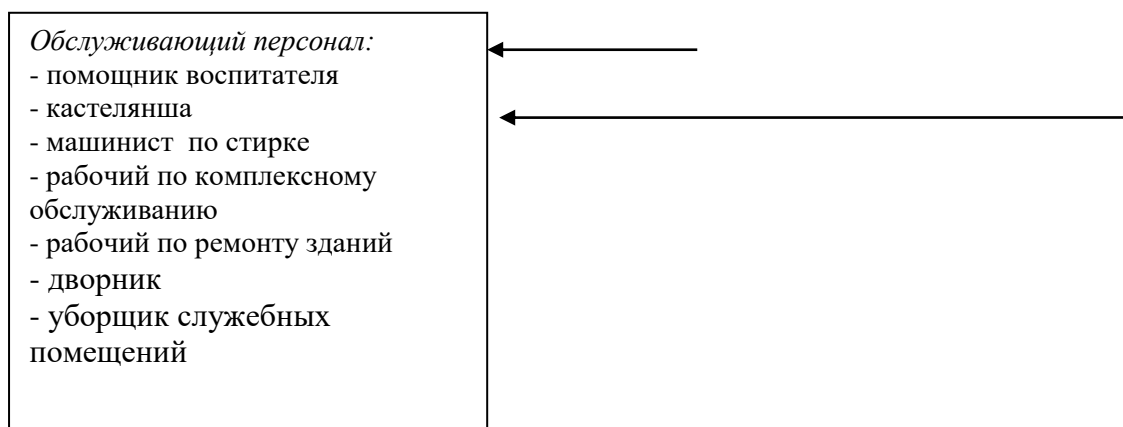 Обслуживающий персонал:
- помощник воспитателя
- кастелянша
- машинист  по стирке
- рабочий по комплексному
обслуживанию
- рабочий по ремонту зданий
- дворник
- уборщик служебных
помещений